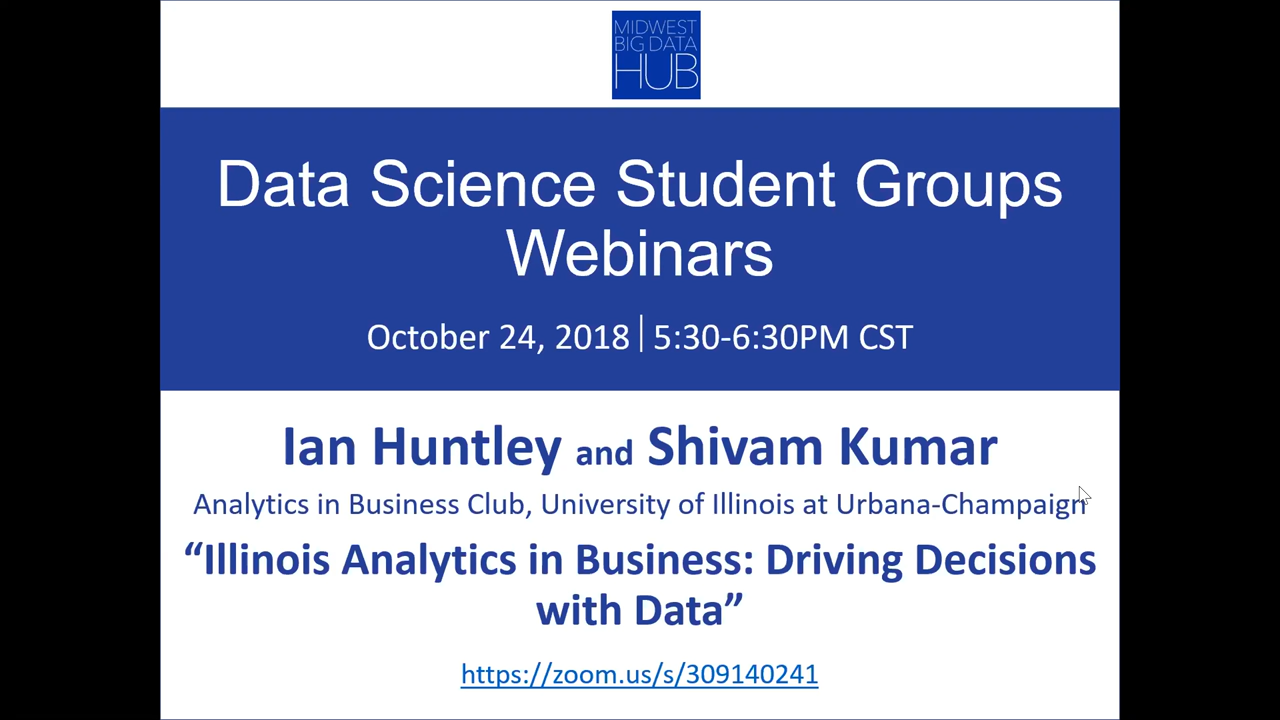 MIDWEST
BIG DATA
HUB
Data Science Student Groups
Webinars
October 24, 2018 | 5:30-6:30PM CST
Ian Huntley and Shivam Kumar
Analytics in Business Club, University of Illinois at Urbana-Champaign
“Illinois Analytics in Business: Driving Decisions
with Data”
https://zoom.us/s/309140241